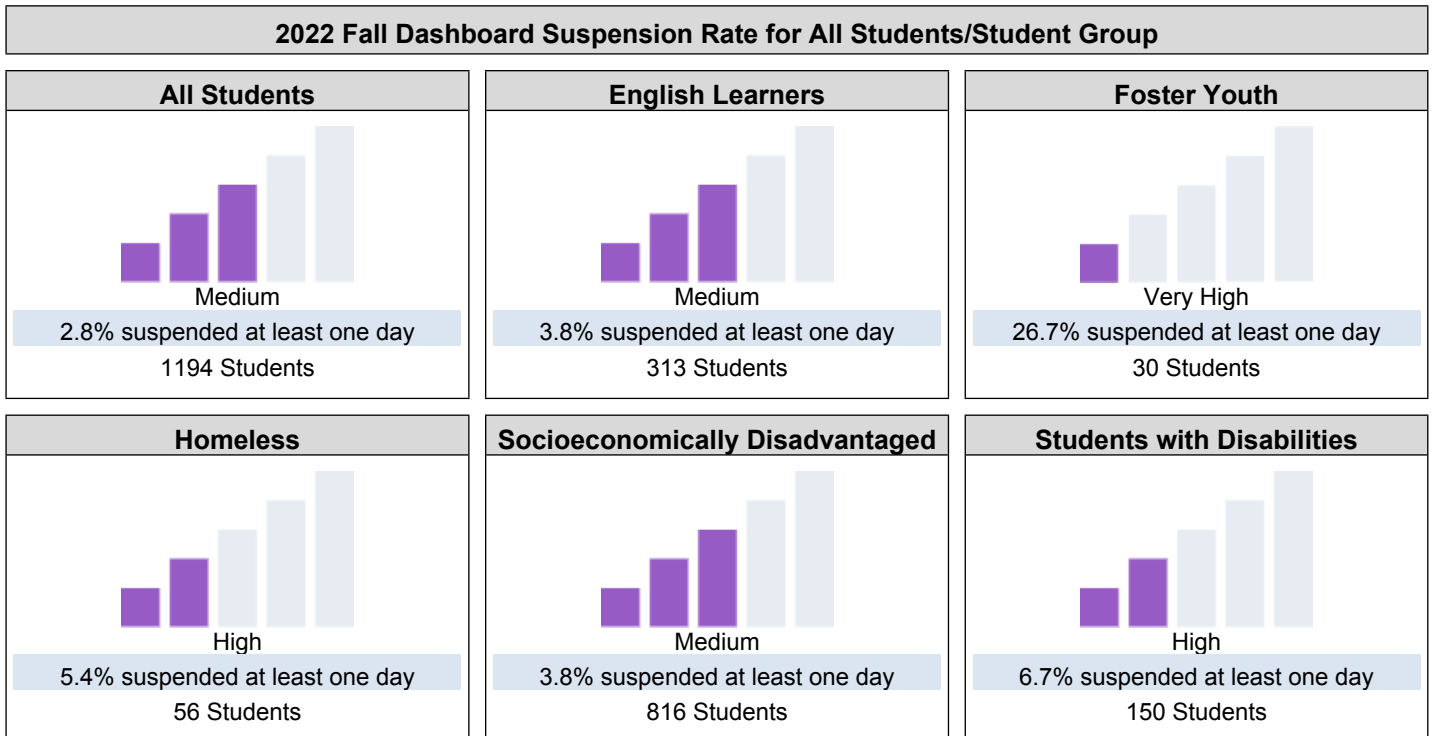 2022 Fall Dashboard Suspension Rate for All Students/Student Group
All Students
Medium
2.8% suspended at least one day
1194 Students
English Learners
Medium
3.8% suspended at least one day
313 Students
Foster Youth
Very High
26.7% suspended at least one day
30 Students
Homeless
High
5.4% suspended at least one day
56 Students
Socioeconomically Disadvantaged
Medium
3.8% suspended at least one day
816 Students
Students with Disabilities
High
6.7% suspended at least one day
150 Students